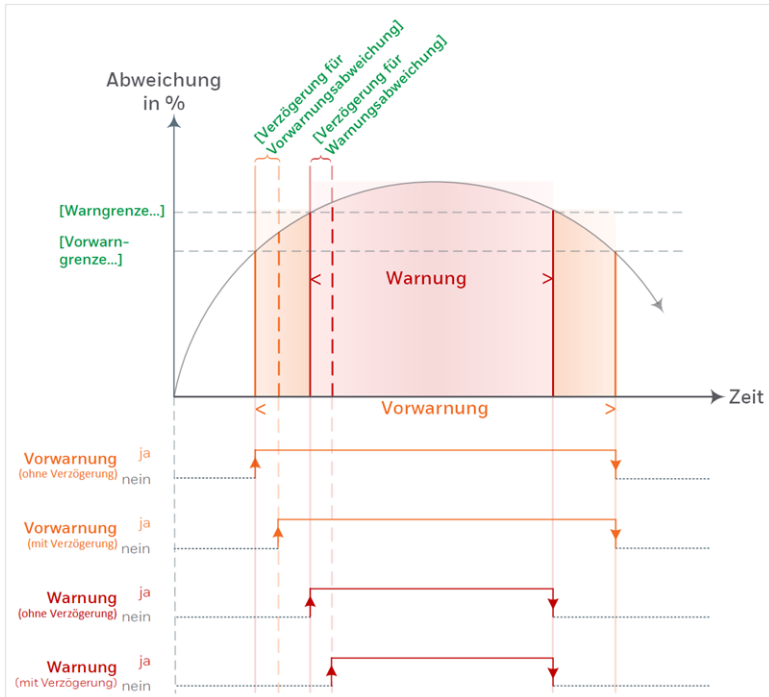 [Verzögerung für
Vorwarnungsabweichung]
[Verzögerung für
Warnungsabweichung]
Abweichung
in %
[Warngrenze...]
[Vorwarn-
grenze...]
< Warnung >
Zeit
< Vorwarnung >
Vorwarnung ja
(ohne Verzögerung) nein
Vorwarnung ja
(mit Verzögerung) nein
Warnung ja
(ohne Verzögerung) nein
Warnung ja
(mit Verzögerung) nein